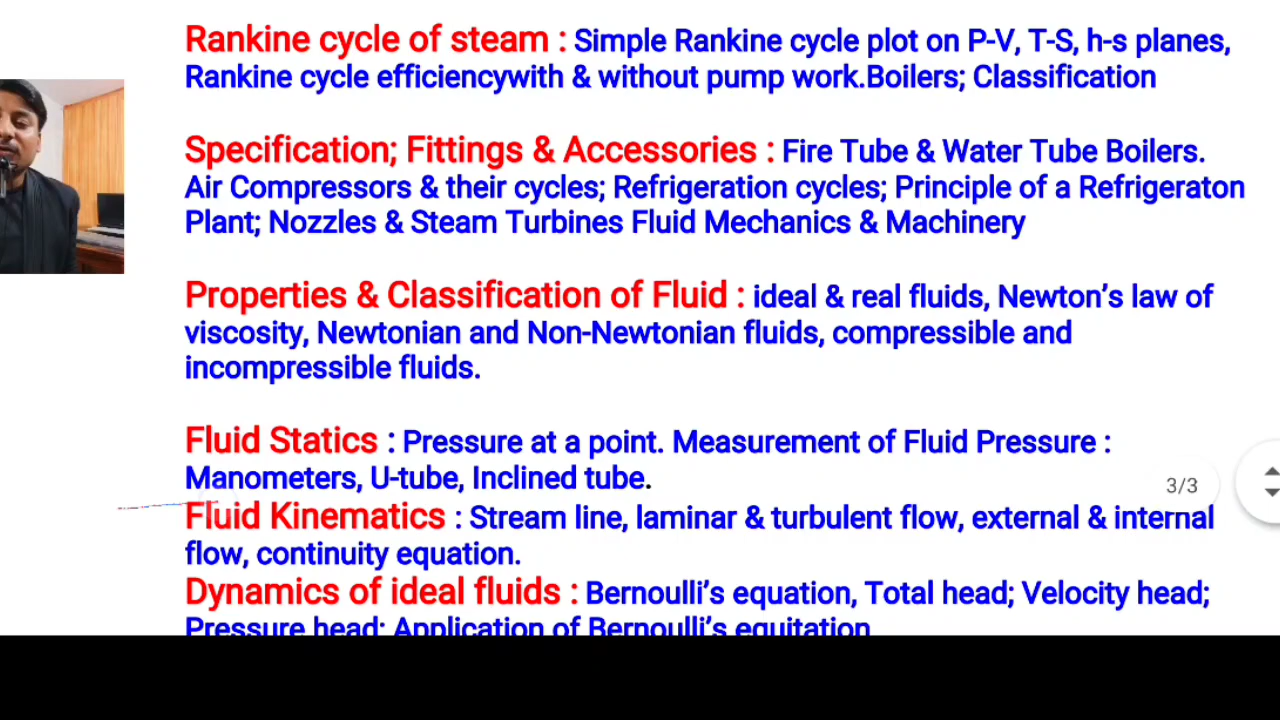 Rankine cycle of steam : Simple Rankine cycle plot on P-V, T-S, h-s planes,
Rankine cycle efficiencywith & without pump work.Boilers; Classification
Specification; Fittings & Accessories : Fire Tube & Water Tube Boilers.
Air Compressors & their cycles; Refrigeration cycles; Principle of a Refrigeraton
Plant; Nozzles & Steam Turbines Fluid Mechanics & Machinery
Properties & Classification of Fluid : ideal & real fluids, Newton’s law of
viscosity, Newtonian and Non-Newtonian fluids, compressible and
incompressible fluids.
Fluid Statics : Pressure at a point. Measurement of Fluid Pressure :
Manometers, U-tube, Inclined tube.
3/3
Fluid Kinematics : Stream line, laminar & turbulent flow, external & internal
flow, continuity equation.
Dynamics of ideal fluids : Bernoulli’s equation, Total head; Velocity head;
Pressure head; Application of Bernoulli’s equitation